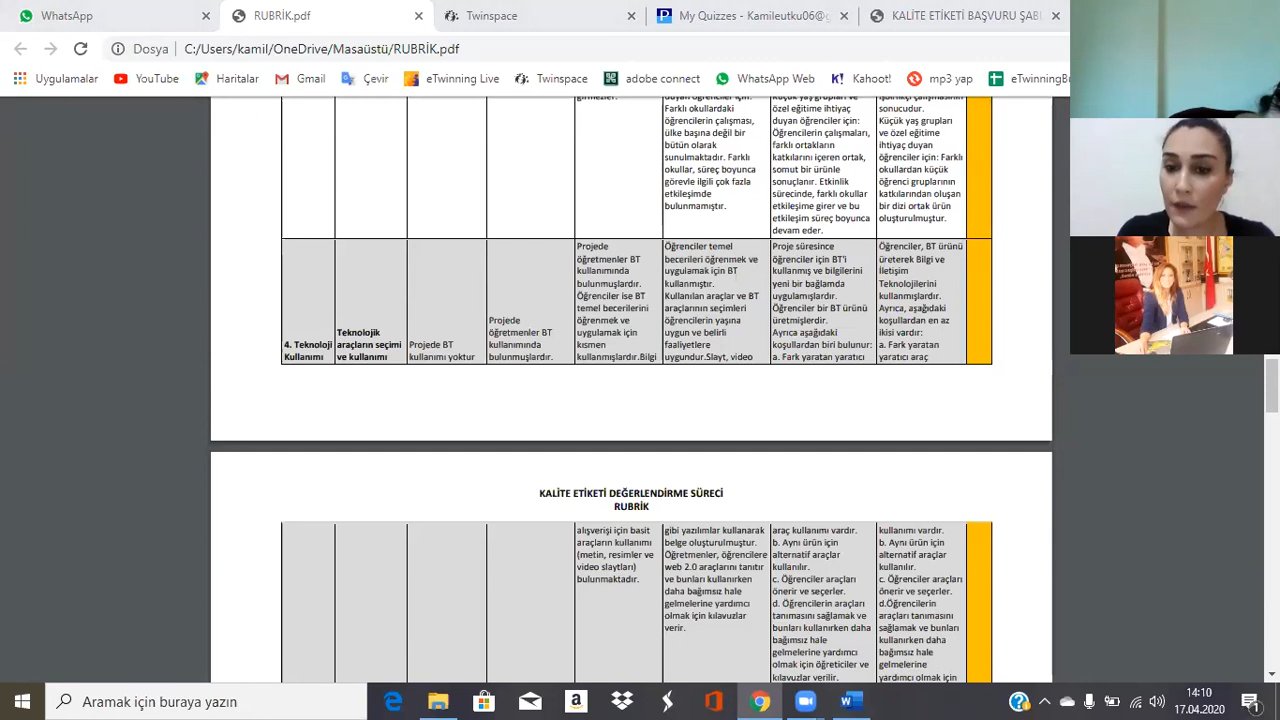 WhatsApp
RUBRİK.pdf
Twinspace
My Quizzes - Kamileutku06@g
KALİTE ETİKETİ BAŞVURU ŞABI
Dosya C:/Users/kamil/OneDrive/Masaüstü/RUBRİK.pdf
Uygulamalar YouTube Haritalar Gmail Çevir eTwinning Live Twinspace adobe connect WhatsApp Web Kahoot! mp3 yap eTwinningBu
duyan öğrenciler için:
Farklı okullardaki
öğrencilerin çalışması,
ülke başına değil bir
bütün olarak
sunulmaktadır. Farklı
okullar, süreç boyunca
görevle ilgili çok fazla
etkileşimde
bulunmamıştır.
Küçük yaş grupları ve
özel eğitime ihtiyaç
duyan öğrenciler için:
Öğrencilerin çalışmaları,
farklı ortakların
katkılarını içeren ortak,
somut bir ürünle
sonuçlanır. Etkinlik
sürecinde, farklı okullar
etkileşime girer ve bu
etkileşim süreç boyunca
devam eder.
işbirlikçi çalışmasının
sonucudur.
Küçük yaş grupları
ve özel eğitime
ihtiyaç duyan
öğrenciler için: Farklı
okullardan küçük
öğrenci gruplarının
katkılarından oluşan
bir dizi ortak ürün
oluşturulmuştur.
4. Teknoloji
Kullanımı
Teknolojik
araçların seçimi
ve kullanımı
Projede BT
kullanımı yoktur
Projede
öğretmenler BT
kullanımında
bulunmuşlardır.
Projede
öğretmenler BT
kullanımında
bulunmuşlardır.
Öğrenciler ise BT
temel becerilerini
öğrenmek ve
uygulamak için
kısmen
kullanmışlardır.Bilgi
Öğrenciler temel
becerileri öğrenmek ve
uygulamak için BT
kullanmıştır.
Kullanılan araçlar ve BT
araçlarının seçimleri
öğrencilerin yaşına
uygun ve belirli
faaliyetlere
uygundur.Slayt, video
Proje süresince
öğrenciler için BT'i
kullanmış ve bilgilerini
yeni bir bağlamda
uygulamışlardır.
Öğrenciler bir BT ürünü
üretmişlerdir.
Ayrıca aşağıdaki
koşullardan biri bulunur:
a. Fark yaratan yaratıcı
Öğrenciler, BT ürünü
üreterek Bilgi ve
İletişim
Teknolojilerini
kullanmışlardır.
Ayrıca, aşağıdaki
koşullardan en az
ikisi vardır:
a. Fark yaratan
yaratıcı araç
KALİTE ETİKETİ DEĞERLENDİRME SÜRECİ
RUBRİK
alışverişi için basit
araçların kullanımı
(metin, resimler ve
video slaytları)
bulunmaktadır.
gibi yazılımlar kullanarak
belge oluşturulmuştur.
Öğretmenler, öğrencilere
web 2.0 araçlarını tanıtır
ve bunları kullanırken
daha bağımsız hale
gelmelerine yardımcı
olmak için kılavuzlar
verir.
araç kullanımı vardır.
b. Aynı ürün için
alternatif araçlar
kullanılır.
c. Öğrenciler araçları
önerir ve seçerler.
d. Öğrencilerin araçları
tanımasını sağlamak ve
bunları kullanırken daha
bağımsız hale
gelmelerine yardımcı
olmak için öğreticiler ve
kılavuzlar verilir.
kullanımı vardır.
b. Aynı ürün için
alternatif araçlar
kullanılır.
c. Öğrenciler araçları
önerir ve seçerler.
d.Öğrencilerin
araçları tanımasını
sağlamak ve bunları
kullanırken daha
bağımsız hale
gelmelerine
yardımcı olmak için
Aramak için buraya yazın
14:10
17.04.2020